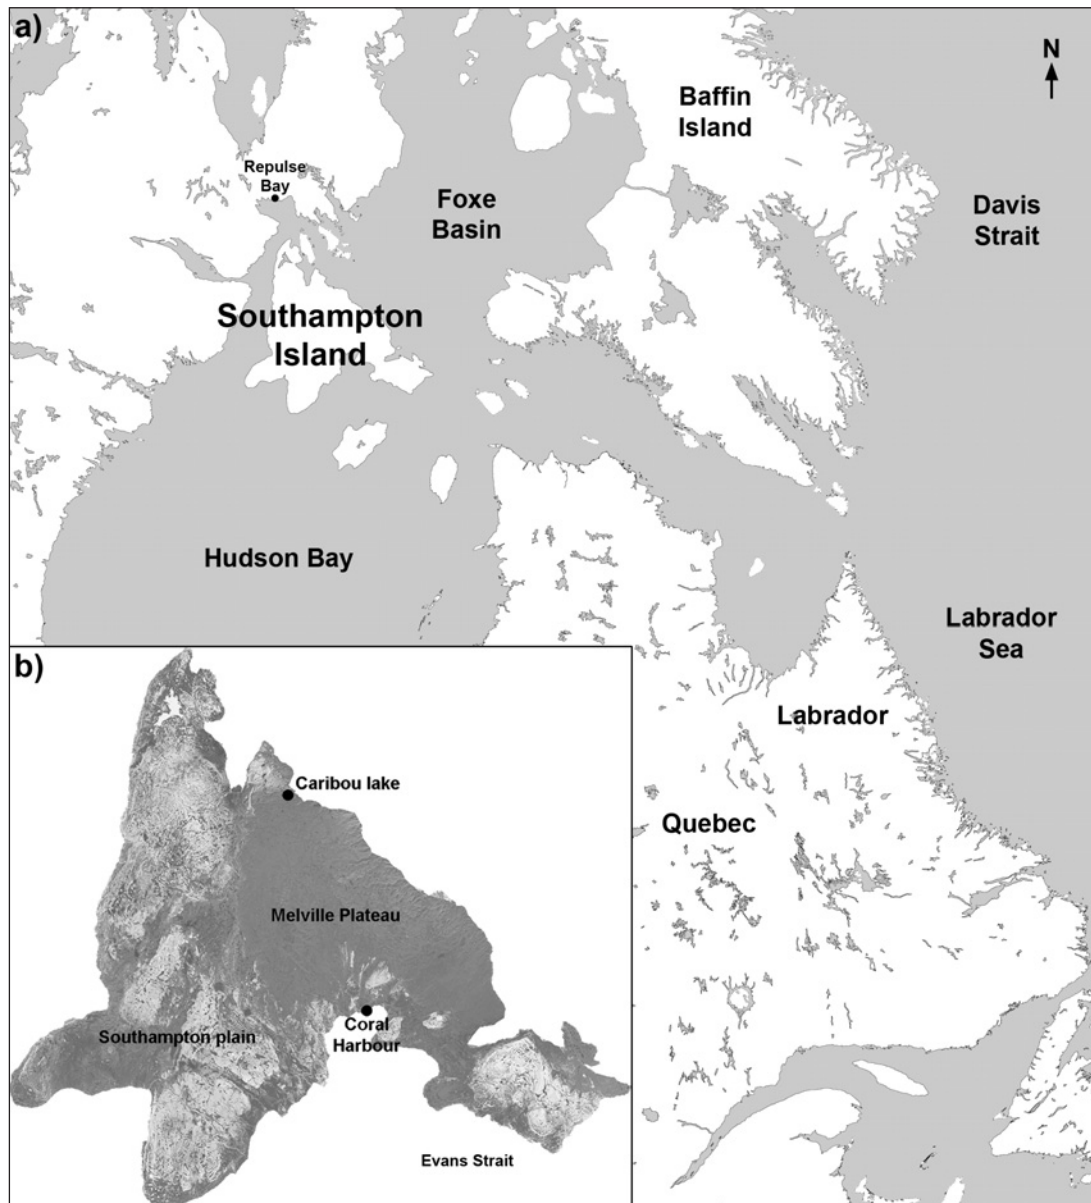 a)
N
Baffin
Island
Repulse
Bay
Foxe
Basin
Davis
Strait
Southampton
Island
Hudson Bay
Labrador
Sea
Labrador
Quebec
b)
Caribou lake
Melville Plateau
Southampton plain
Coral
Harbour
Evans Strait